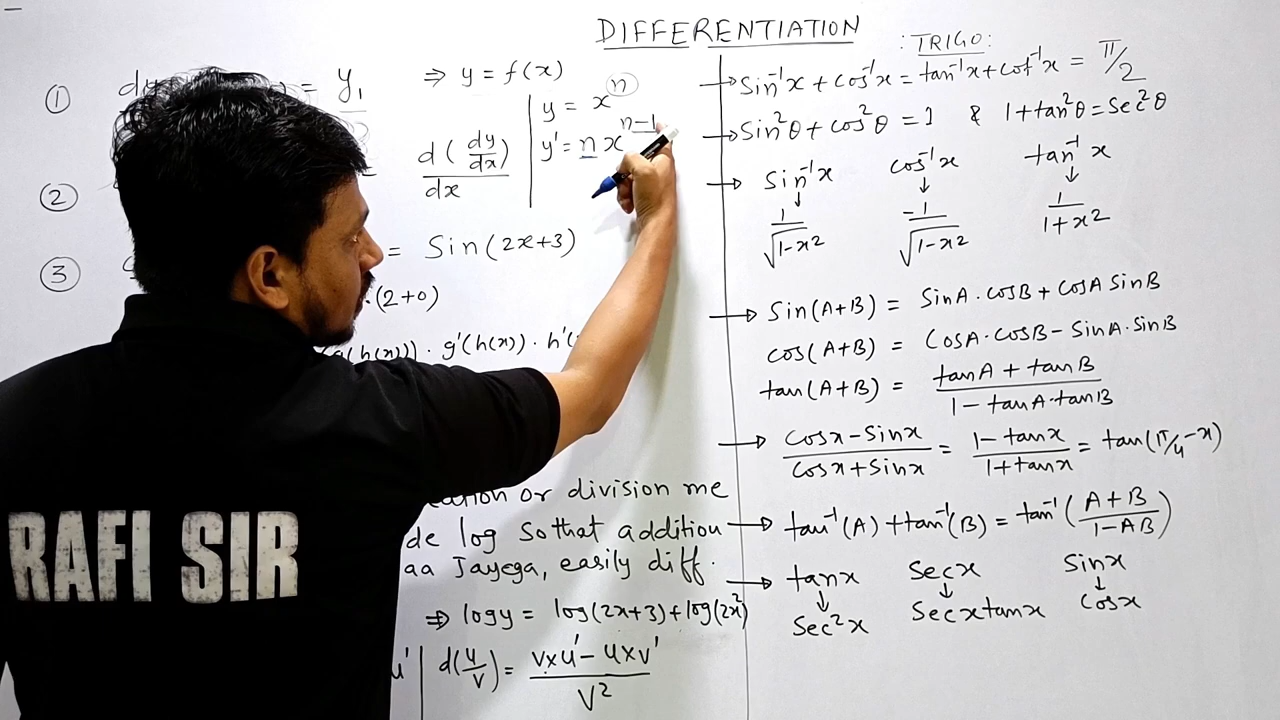 DIFFERENTIATION
① dy = y₁ ⇒ y = f(x)
y = xⁿ
y' = n xⁿ⁻¹
② d(dy/dx)/dx
③ = Sin(2x+3)
.(2+0)
(g(h(x)) . g'(h(x)) . h'(
or division me
de log so that addition
aa Jayega, easily diff.
⇒ logy = log(2x+3)+log(2x²)
u' | d(u/v) = (v×u' − u×v')/v²
: TRIGO :
→ Sin⁻¹x + cos⁻¹x = tan⁻¹x + cot⁻¹x = π/2
→ Sin²θ + cos²θ = 1 & 1+tan²θ = Sec²θ
→ Sin⁻¹x cos⁻¹x tan⁻¹x
↓ ↓ ↓
1/√(1-x²) -1/√(1-x²) 1/(1+x²)
→ Sin(A+B) = SinA . cosB + cosA SinB
cos(A+B) = CosA . CosB − SinA . SinB
tan(A+B) = (tanA + tanB)/(1 − tanA.tanB)
→ (cosx − Sinx)/(cosx + Sinx) = (1 − tanx)/(1 + tanx) = tan(π/4 − x)
→ tan⁻¹(A) + tan⁻¹(B) = tan⁻¹((A+B)/(1−AB))
→ tanx Secx Sinx
↓ ↓ ↓
Sec²x Secxtanx Cosx
RAFI SIR